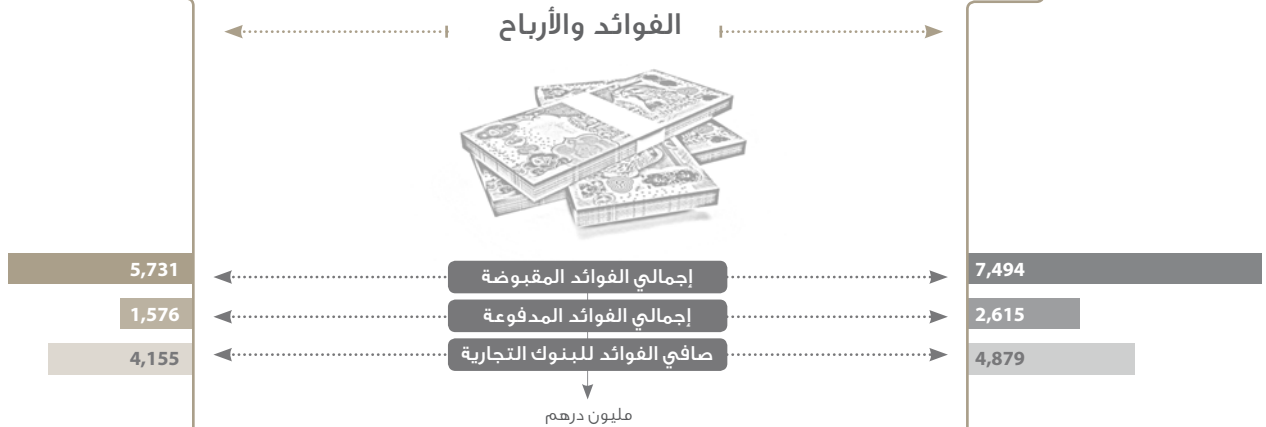 الفوائد والأرباح
7,494 إجمالي الفوائد المقبوضة 5,731
2,615 إجمالي الفوائد المدفوعة 1,576
4,879 صافي الفوائد للبنوك التجارية 4,155
مليون درهم